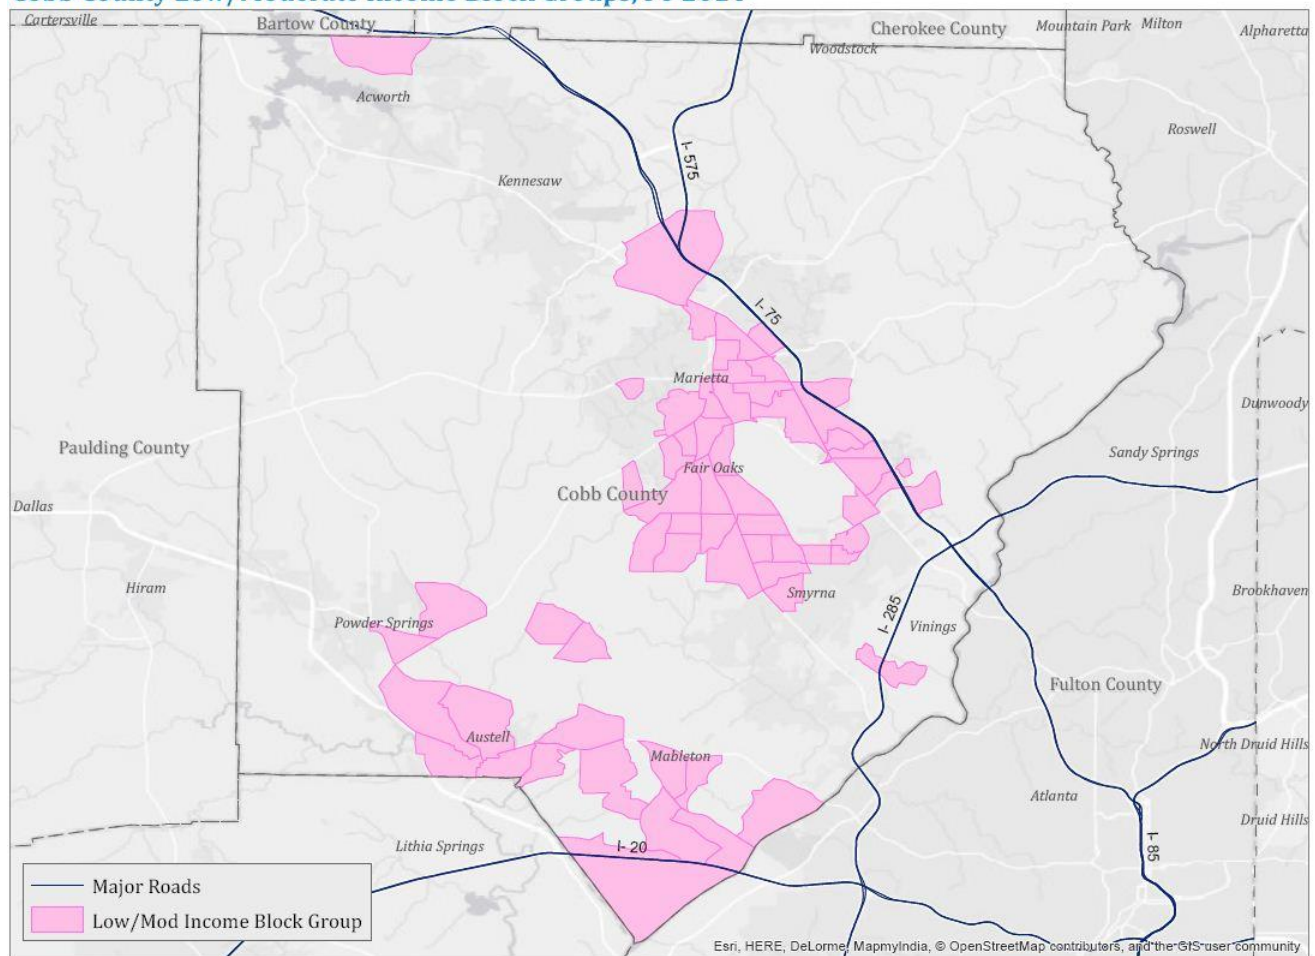 Cartersville
Bartow County
Cherokee County
Mountain Park
Milton
Alpharetta
Woodstock
Acworth
Roswell
I- 575
Kennesaw
I- 75
Marietta
Dunwoody
Paulding County
Sandy Springs
Fair Oaks
Cobb County
Dallas
Hiram
Smyrna
Brookhaven
I- 285
Powder Springs
Vinings
Fulton County
Austell
Mableton
North Druid Hills
Atlanta
Druid Hills
Lithia Springs
I- 20
I- 85
Major Roads
Low/Mod Income Block Group
Esri, HERE, DeLorme, MapmyIndia, © OpenStreetMap contributors, and the GIS user community